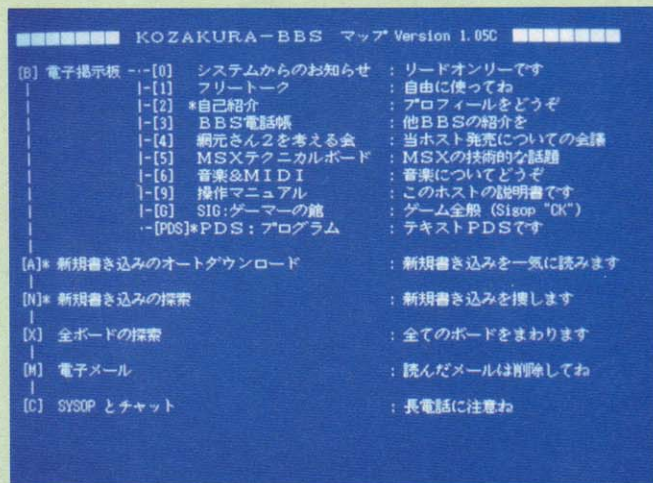 KOZAKURA-BBS マップ Version 1.05C
[B] 電子掲示板 -・-[0] システムからのお知らせ : リードオンリーです
|-[1] フリートーク :自由に使ってね
|-[2] *自己紹介 : プロフィールをどうぞ
|-[3] BBS電話帳 : 他BBSの紹介を
|-[4] 網元さん2を考える会 : 当ホスト発売についての会議
|-[5] MSXテクニカルボード : MSXの技術的な話題
|-[6] 音楽&MIDI : 音楽についてどうぞ
|-[9] 操作マニュアル : このホストの説明書です
|-[G] SIG:ゲーマーの館 : ゲーム全般 (Sigop "CK")
・-[PDS]*PDS:プログラム : テキストPDSです
[A]* 新規書き込みのオートダウンロード : 新規書き込みを一気に読みます
[N]* 新規書き込みの探索 : 新規書き込みを捜します
[X] 全ボードの探索 : 全てのボードをまわります
[M] 電子メール : 読んだメールは削除してね
[C] SYSOP とチャット : 長電話に注意ね